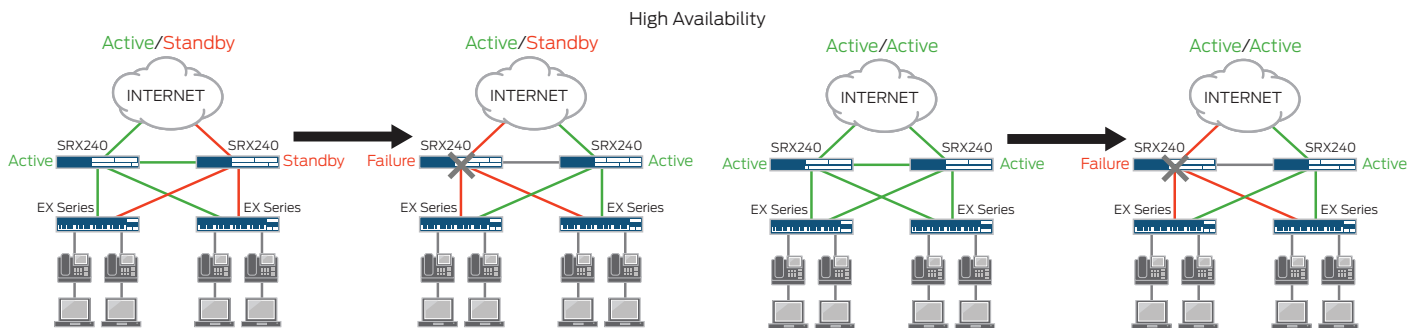 High Availability
Active/Standby
INTERNET
SRX240
SRX240
Active
Standby
EX Series
EX Series
Active/Standby
INTERNET
SRX240
SRX240
Failure
Active
EX Series
EX Series
Active/Active
INTERNET
SRX240
SRX240
Active
Active
EX Series
EX Series
Active/Active
INTERNET
SRX240
SRX240
Failure
Active
EX Series
EX Series